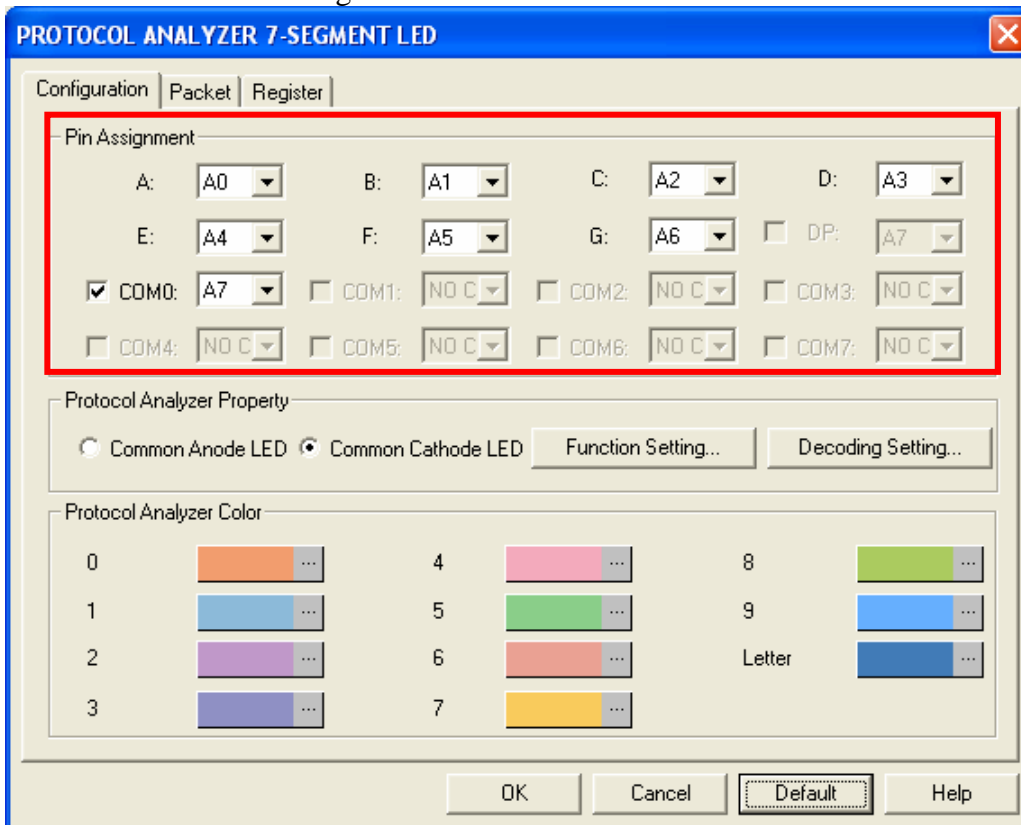 PROTOCOL ANALYZER 7-SEGMENT LED
Configuration Packet Register
Pin Assignment
A: A0 B: A1 C: A2 D: A3
E: A4 F: A5 G: A6 DP: A7
COM0: A7 COM1: NO C COM2: NO C COM3: NO C
COM4: NO C COM5: NO C COM6: NO C COM7: NO C
Protocol Analyzer Property
Common Anode LED Common Cathode LED Function Setting... Decoding Setting...
Protocol Analyzer Color
0 ... 4 ... 8 ...
1 ... 5 ... 9 ...
2 ... 6 ... Letter ...
3 ... 7 ...
OK Cancel Default Help